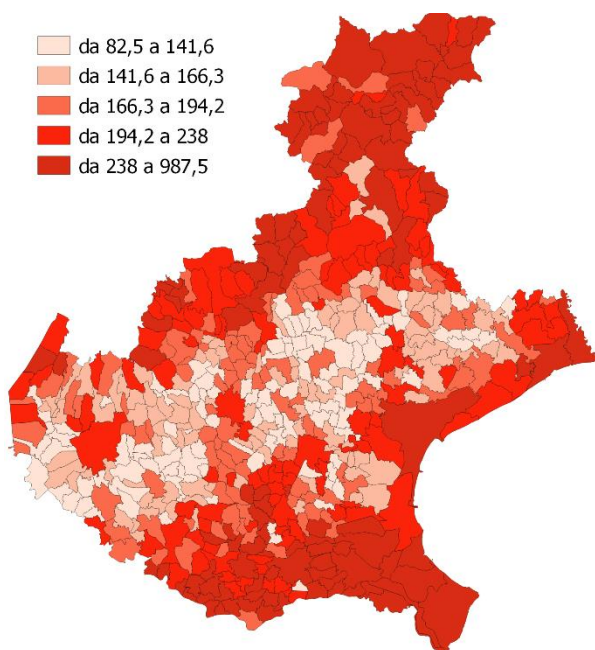 da 82,5 a 141,6
da 141,6 a 166,3
da 166,3 a 194,2
da 194,2 a 238
da 238 a 987,5